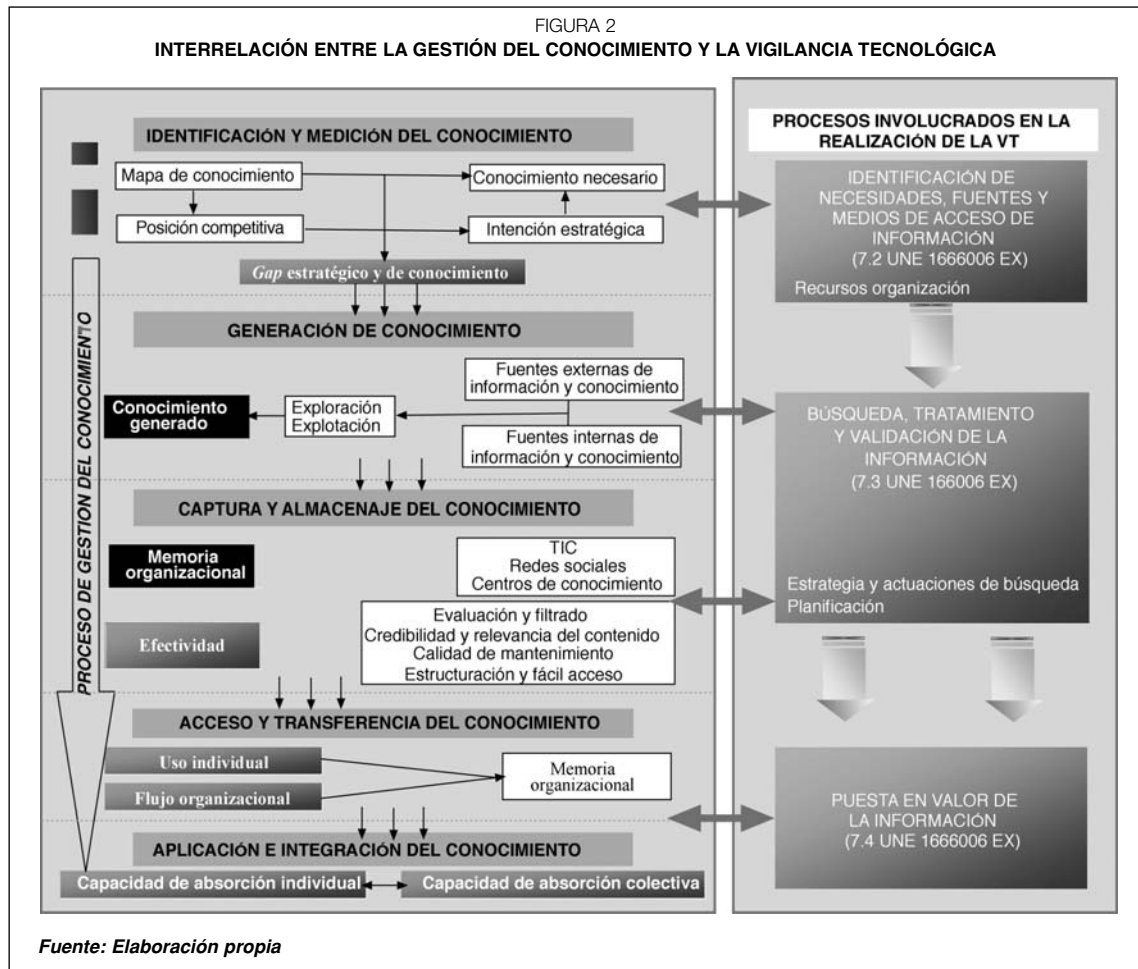 FIGURA 2
INTERRELACIÓN ENTRE LA GESTIÓN DEL CONOCIMIENTO Y LA VIGILANCIA TECNOLÓGICA
PROCESO DE GESTION DEL CONOCIMIENTO
IDENTIFICACIÓN Y MEDICIÓN DEL CONOCIMIENTO
Mapa de conocimiento
Conocimiento necesario
Posición competitiva
Intención estratégica
Gap estratégico y de conocimiento
GENERACIÓN DE CONOCIMIENTO
Fuentes externas de
información y conocimiento
Conocimiento
generado
Exploración
Explotación
Fuentes internas de
información y conocimiento
CAPTURA Y ALMACENAJE DEL CONOCIMIENTO
Memoria
organizacional
TIC
Redes sociales
Centros de conocimiento
Efectividad
Evaluación y filtrado
Credibilidad y relevancia del contenido
Calidad de mantenimiento
Estructuración y fácil acceso
ACCESO Y TRANSFERENCIA DEL CONOCIMIENTO
Uso individual
Flujo organizacional
Memoria
organizacional
APLICACIÓN E INTEGRACIÓN DEL CONOCIMIENTO
Capacidad de absorción individual
Capacidad de absorción colectiva
PROCESOS INVOLUCRADOS EN LA
REALIZACIÓN DE LA VT
IDENTIFICACIÓN DE
NECESIDADES, FUENTES Y
MEDIOS DE ACCESO DE
INFORMACIÓN
(7.2 UNE 1666006 EX)
Recursos organización
BÚSQUEDA, TRATAMIENTO
Y VALIDACIÓN DE LA
INFORMACIÓN
(7.3 UNE 166006 EX)
Estrategia y actuaciones de búsqueda
Planificación
PUESTA EN VALOR DE
LA INFORMACIÓN
(7.4 UNE 1666006 EX)
Fuente: Elaboración propia